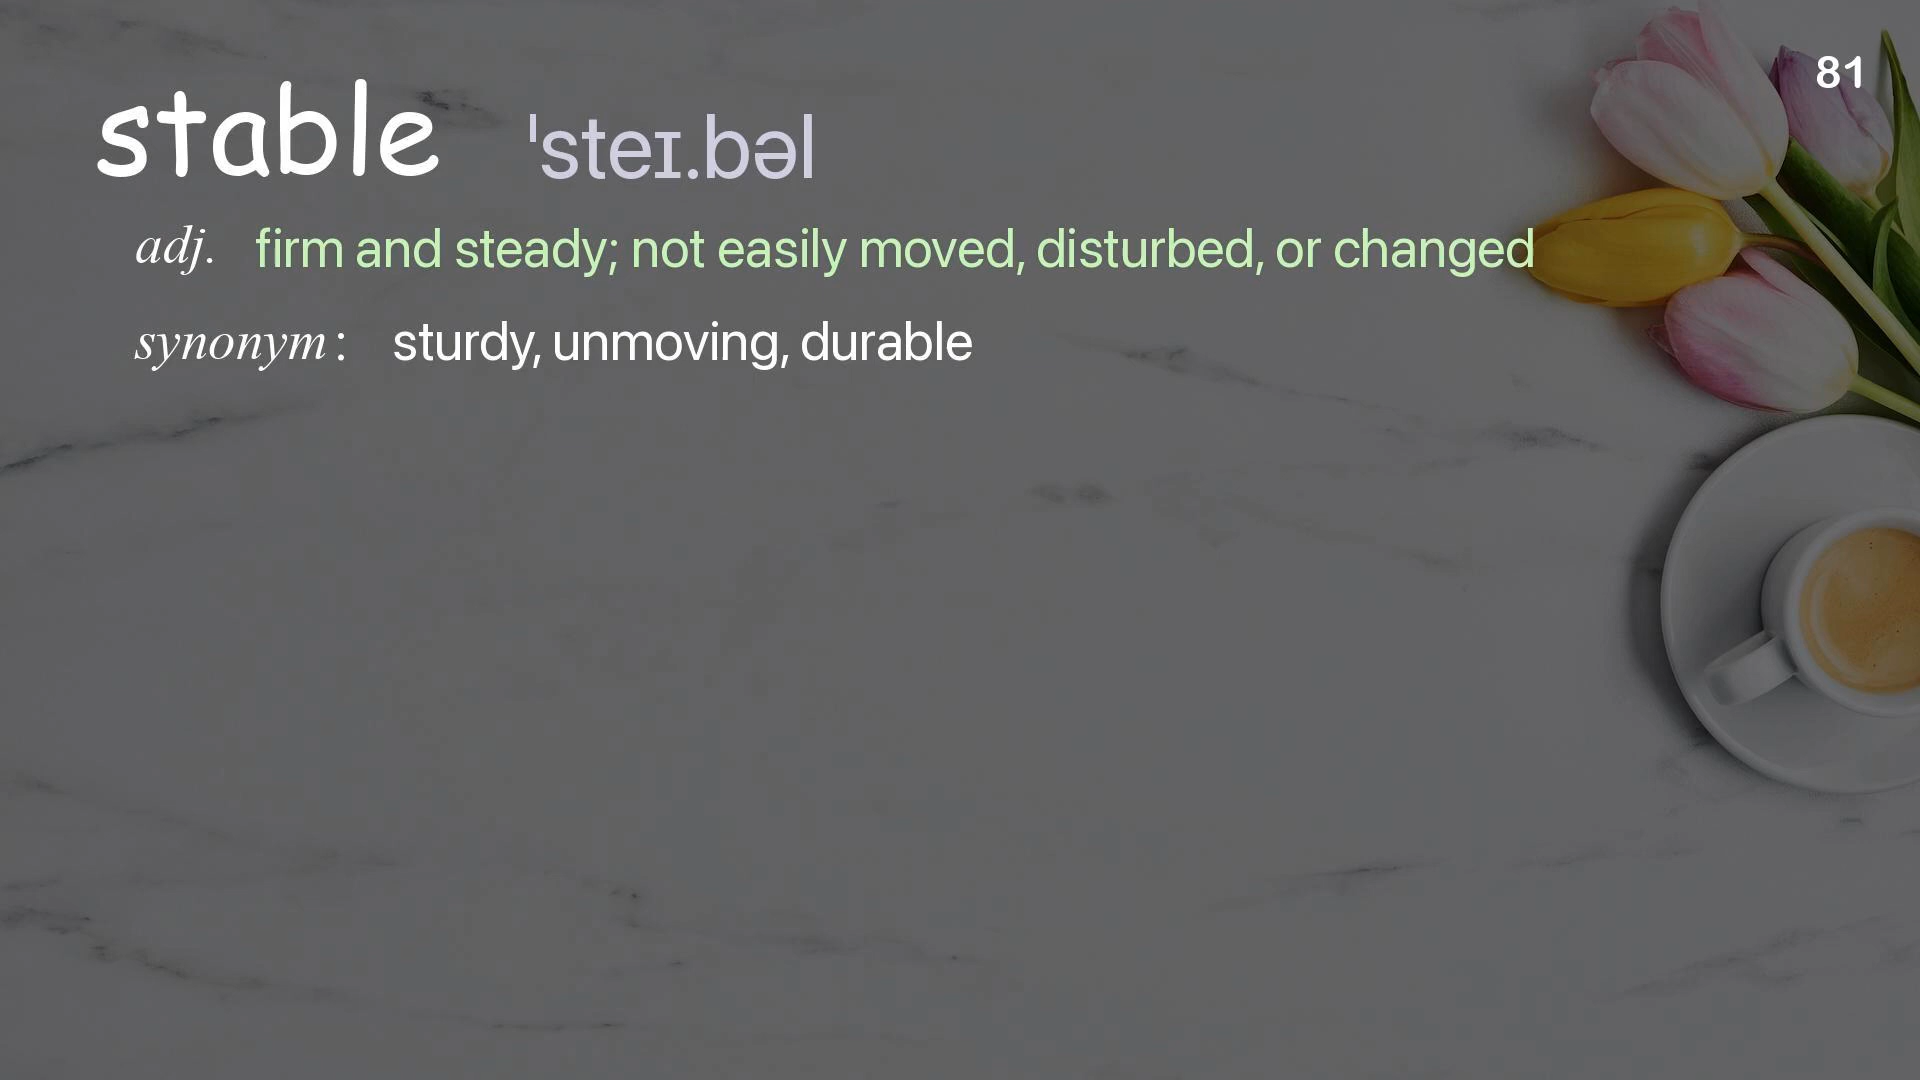 81
stable ˈsteɪ.bəl
adj. firm and steady; not easily moved, disturbed, or changed
synonym: sturdy, unmoving, durable